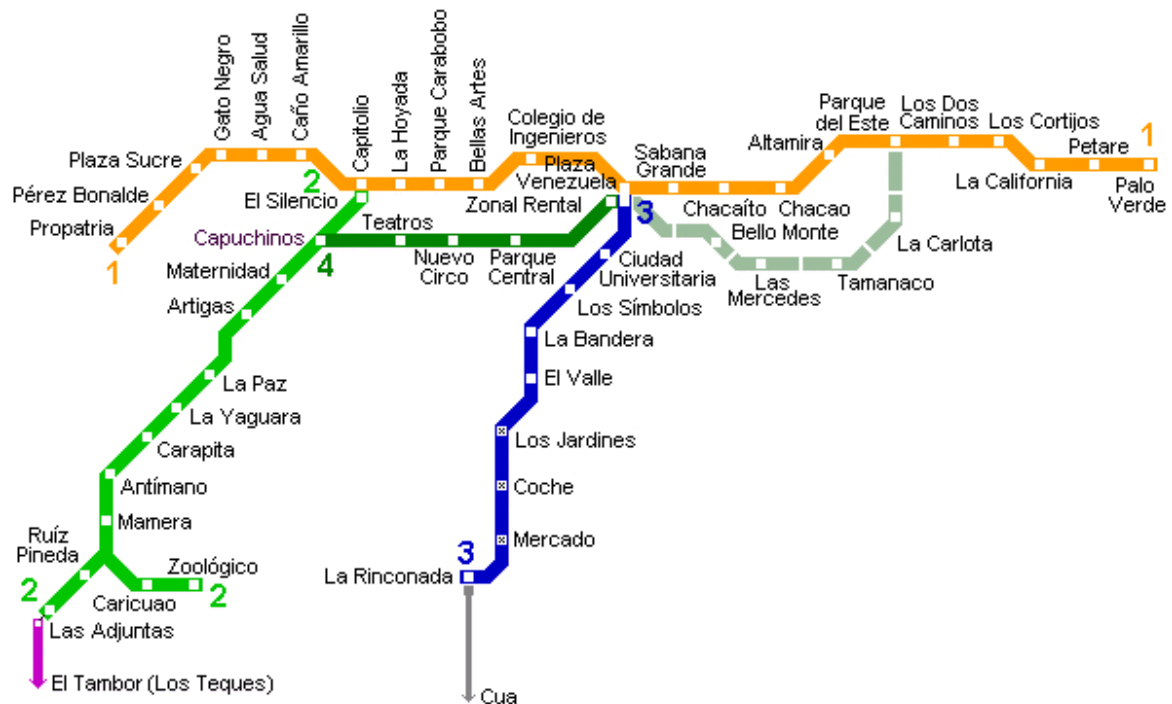 Gato Negro
Agua Salud
Caño Amarillo
Capitolio
La Hoyada
Parque Carabobo
Bellas Artes
Colegio de
Ingenieros
Plaza
Venezuela
Zonal Rental
Sabana
Grande
Altamira
Parque
del Este
Los Dos
Caminos
Los Cortijos
1
Petare
La California
Palo
Verde
Plaza Sucre
Pérez Bonalde
Propatria
1
2
El Silencio
Teatros
3
Chacaíto
Chacao
Bello Monte
La Carlota
Capuchinos
4
Nuevo
Circo
Parque
Central
Ciudad
Universitaria
Las
Mercedes
Tamanaco
Maternidad
Artigas
Los Símbolos
La Bandera
La Paz
El Valle
La Yaguara
Carapita
Los Jardines
Antímano
Coche
Mamera
Mercado
Ruíz
Pineda
Zoológico
3
La Rinconada
2
Caricuao
2
Las Adjuntas
El Tambor (Los Teques)
Cua